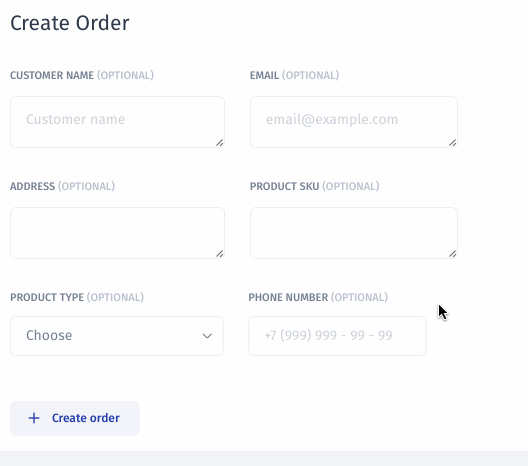 Create Order
CUSTOMER NAME (OPTIONAL)
EMAIL (OPTIONAL)
Customer name
email@example.com
ADDRESS (OPTIONAL)
PRODUCT SKU (OPTIONAL)
PRODUCT TYPE (OPTIONAL)
PHONE NUMBER (OPTIONAL)
Choose
+7 (999) 999 - 99 - 99
+ Create order